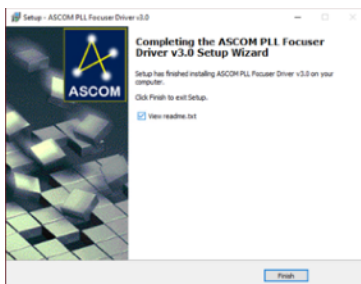 Setup - ASCOM PLL Focuser Driver v3.0
ASCOM
Completing the ASCOM PLL Focuser
Driver v3.0 Setup Wizard
Setup has finished installing ASCOM PLL Focuser Driver v3.0 on your
computer.
Click Finish to exit Setup.
View readme.txt
Finish